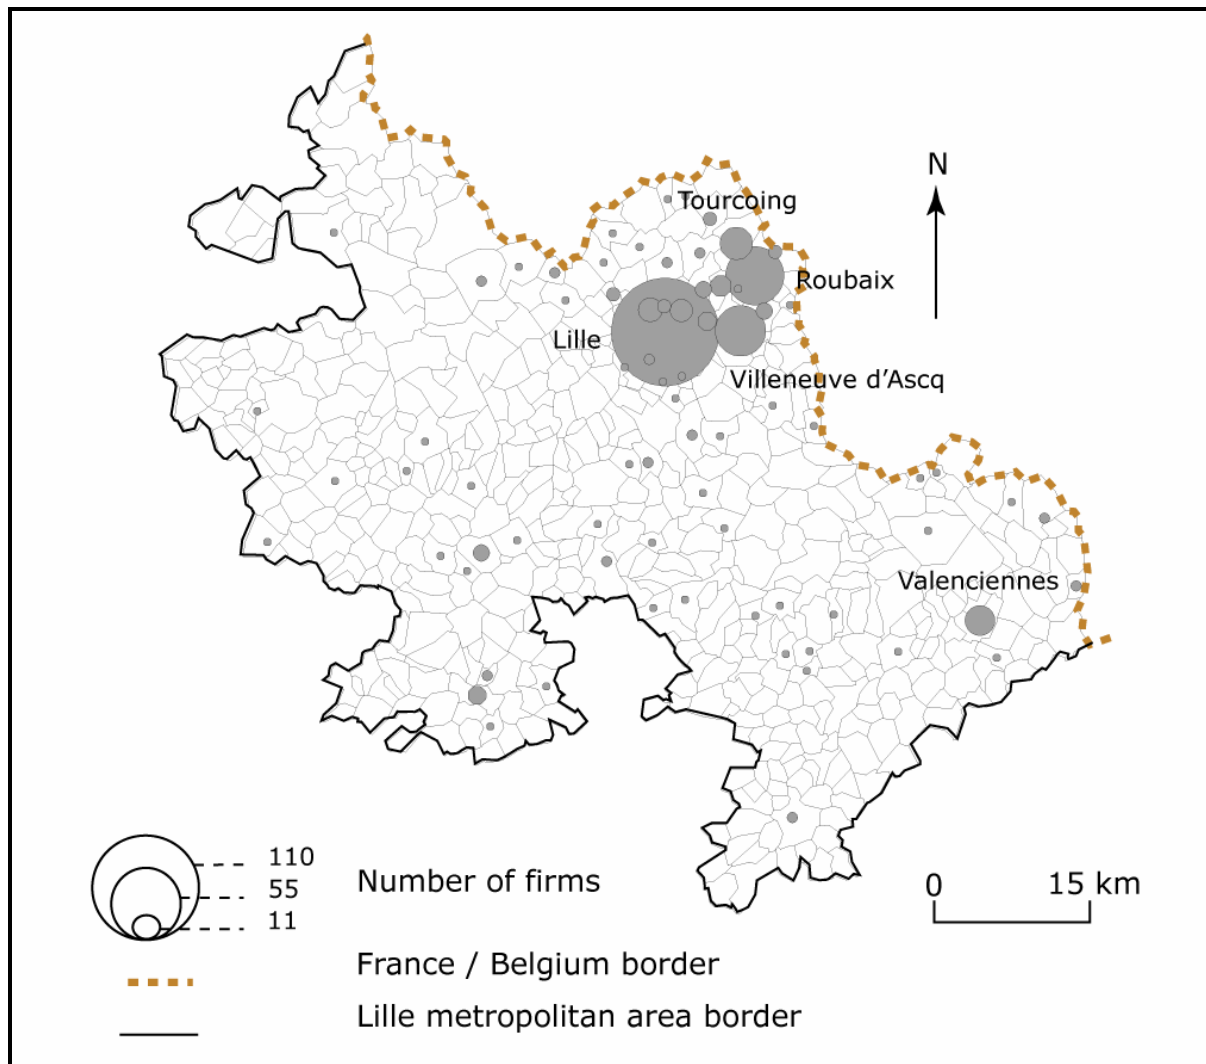 N
Tourcoing
Roubaix
Lille
Villeneuve d'Ascq
Valenciennes
110
55
11
Number of firms
0 15 km
France / Belgium border
Lille metropolitan area border